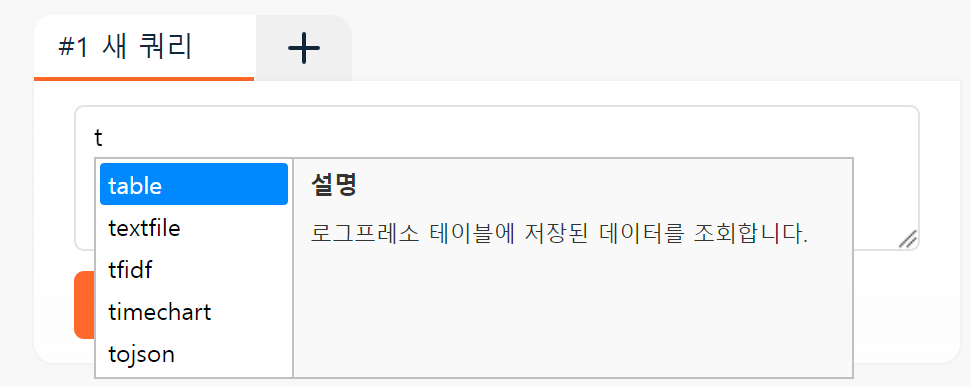 #1 새 쿼리
t
table
textfile
tfidf
timechart
tojson
설명
로그프레소 테이블에 저장된 데이터를 조회합니다.